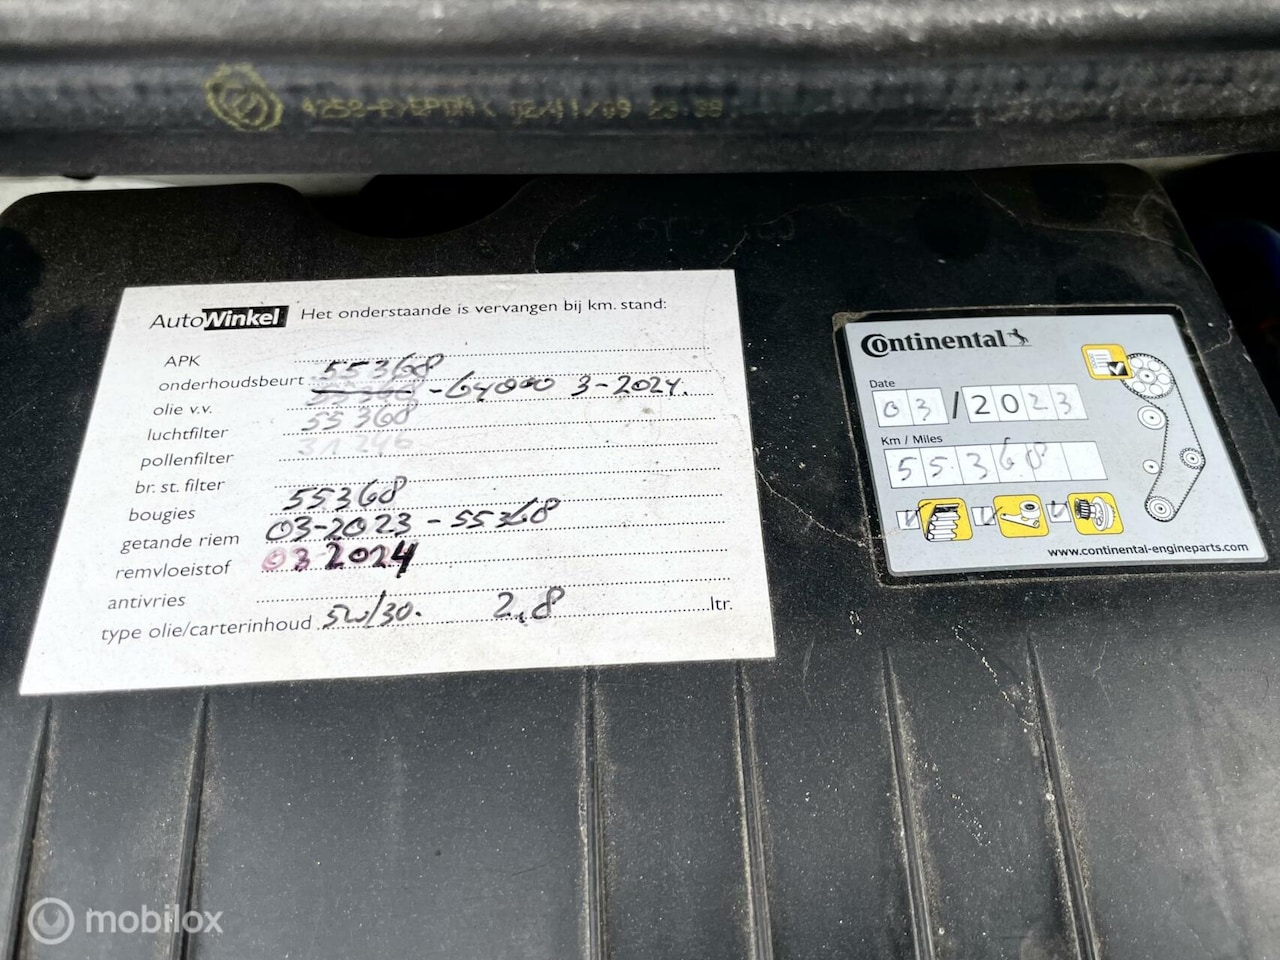 AutoWinkel Het onderstaande is vervangen bij km. stand:
APK
onderhoudsbeurt 55368
olie v.v. 55368 - 64000 3-2024.
luchtfilter 55368
pollenfilter 31246
br. st. filter
bougies 55368
getande riem 03-2023 - 55368
remvloeistof 03 2024
antivries
type olie/carterinhoud 5w/30. 2,8 ltr.
Continental
Date
03/2023
Km / Miles
55368
www.continental-engineparts.com
mobilox